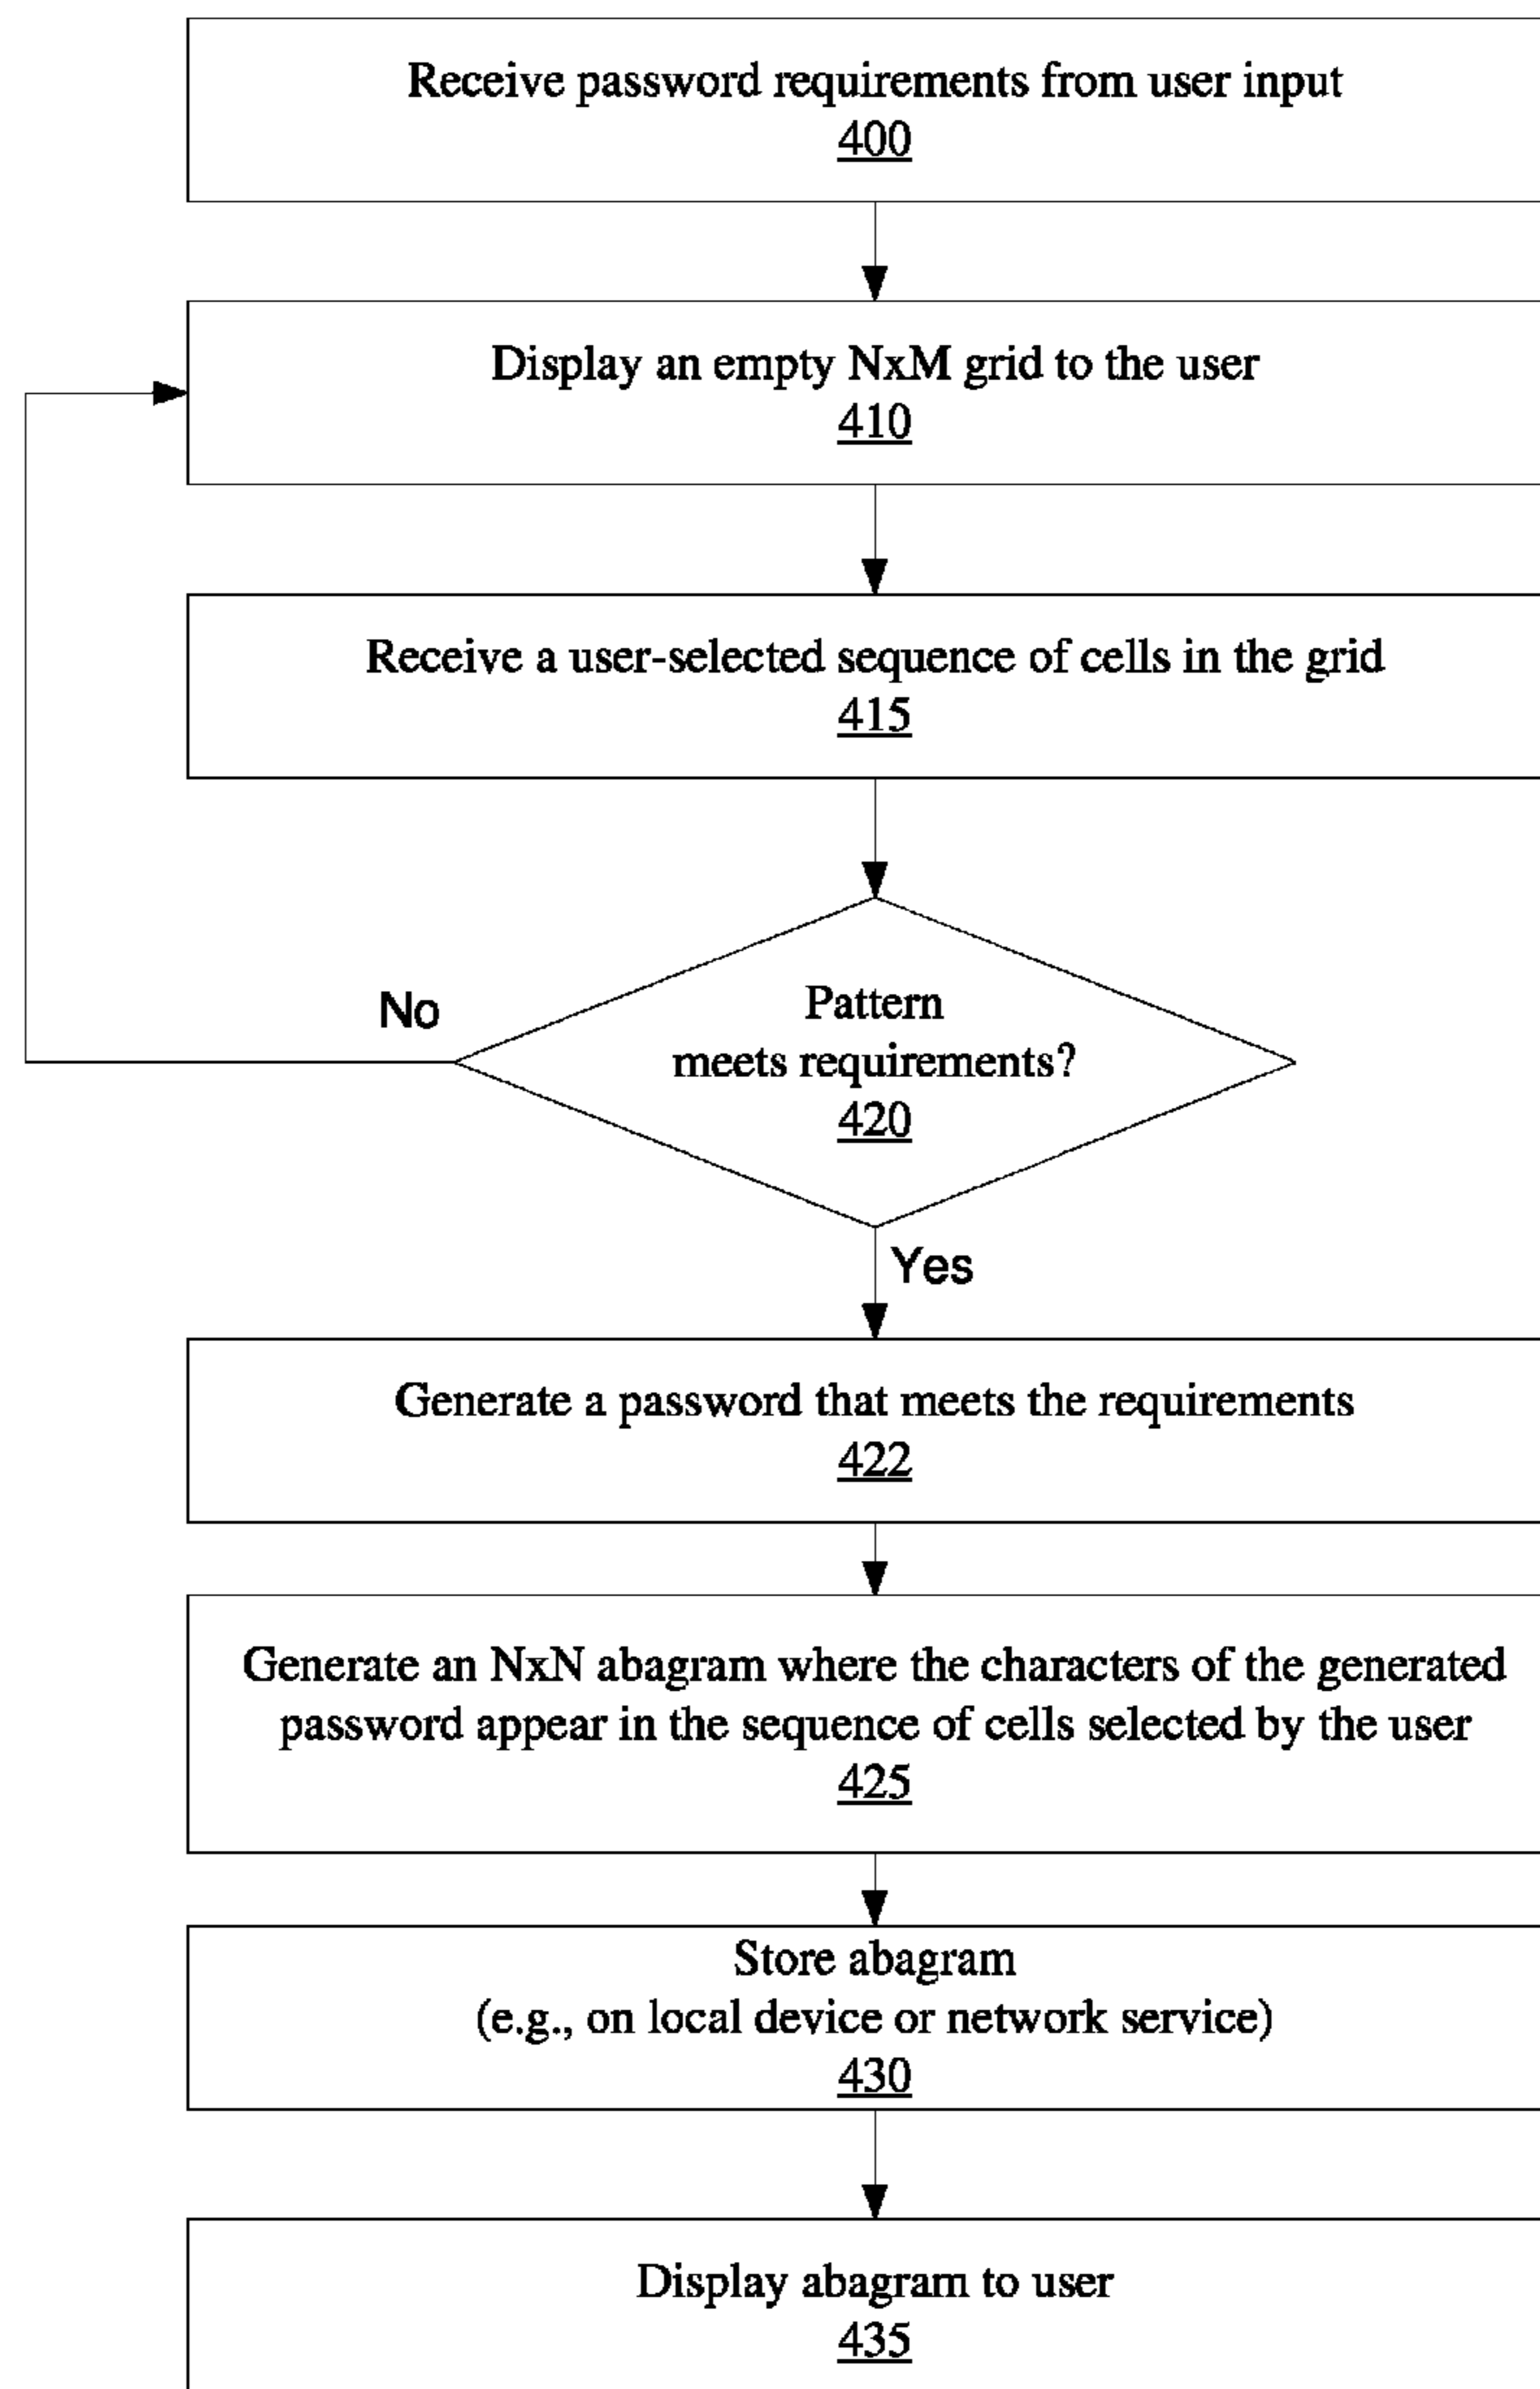 Receive password requirements from user input
400
Display an empty NxM grid to the user
410
Receive a user-selected sequence of cells in the grid
415
No
Pattern
meets requirements?
420
Yes
Generate a password that meets the requirements
422
Generate an NxN abagram where the characters of the generated
password appear in the sequence of cells selected by the user
425
Store abagram
(e.g., on local device or network service)
430
Display abagram to user
435